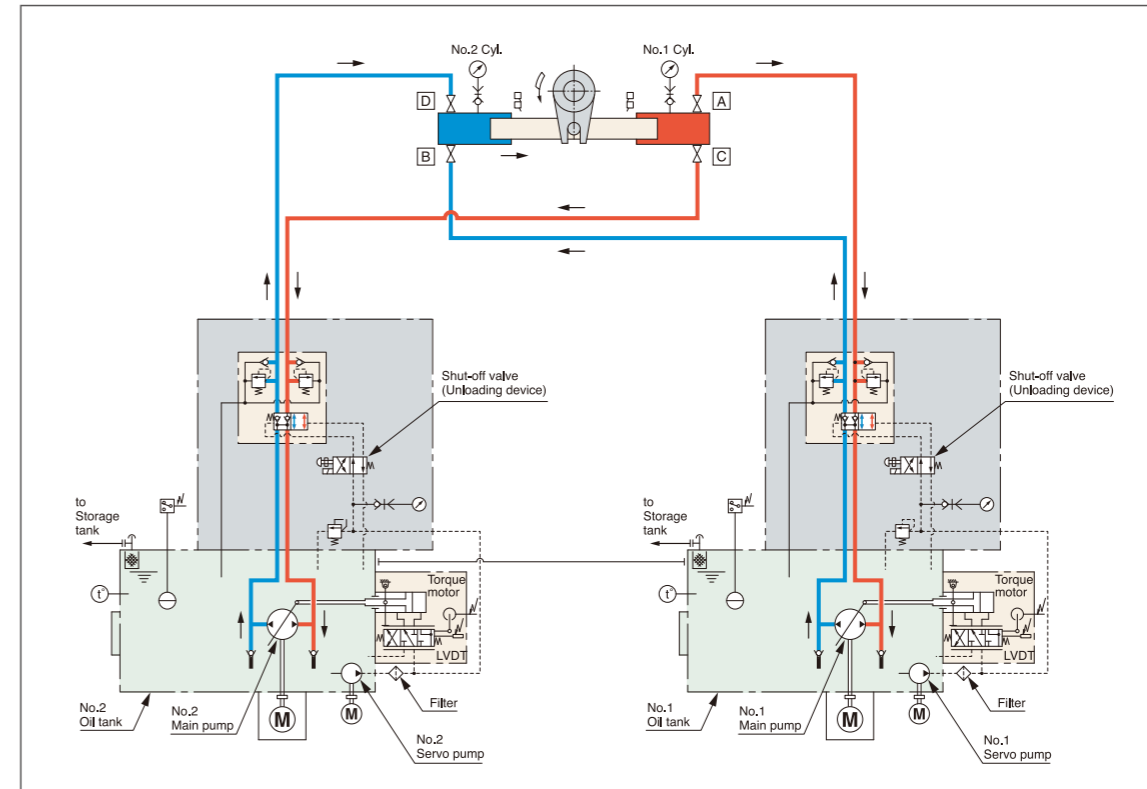 No.2 Cyl.
No.1 Cyl.
D
A
B
C
Shut-off valve
(Unloading device)
Shut-off valve
(Unloading device)
to
Storage
tank
to
Storage
tank
t°
Torque
motor
LVDT
t°
Torque
motor
LVDT
No.2
Oil tank
No.2
Main pump
M
M
Filter
No.2
Servo pump
No.1
Oil tank
No.1
Main pump
M
M
Filter
No.1
Servo pump